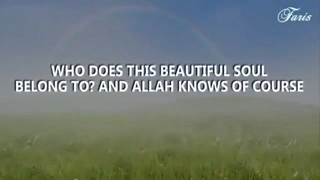 Faris
WHO DOES THIS BEAUTIFUL SOUL
BELONG TO? AND ALLAH KNOWS OF COURSE